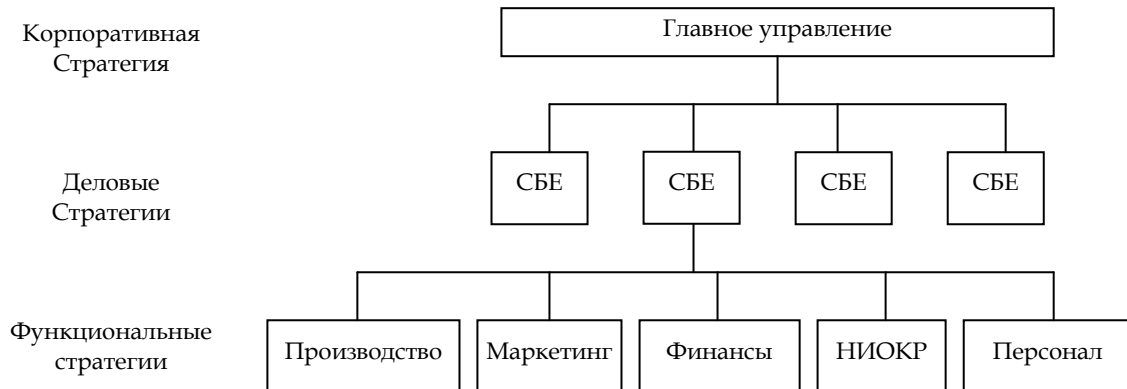 Корпоративная
Стратегия
Главное управление
Деловые
Стратегии
СБЕ
СБЕ
СБЕ
СБЕ
Функциональные
стратегии
Производство
Маркетинг
Финансы
НИОКР
Персонал